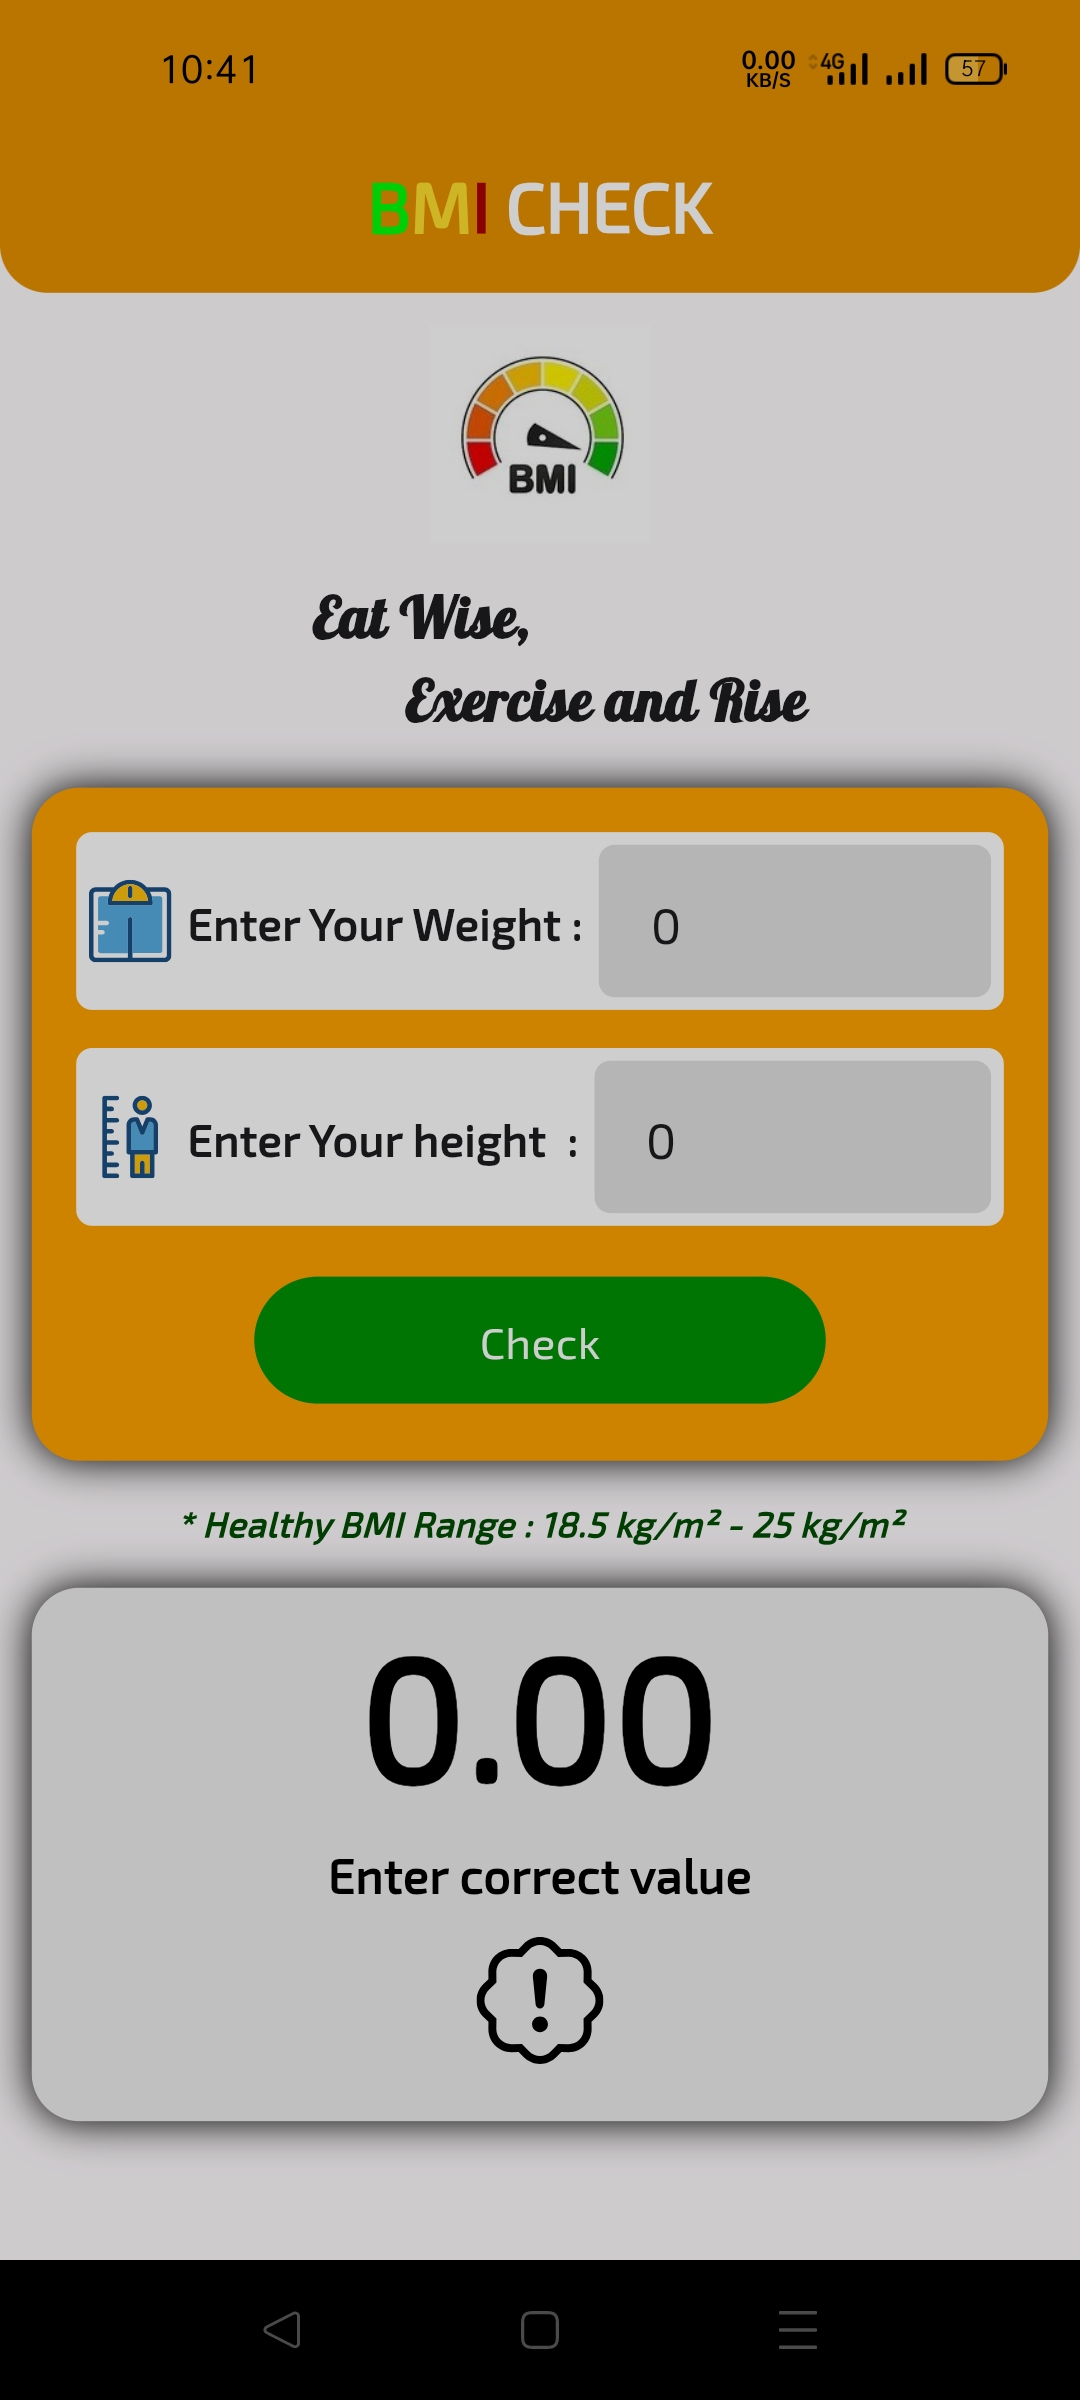 10:41
0.00
KB/S
4G
57
BMI CHECK
BMI
Eat Wise,
Exercise and Rise
Enter Your Weight :
0
Enter Your height :
0
Check
* Healthy BMI Range : 18.5 kg/m² - 25 kg/m²
0.00
Enter correct value